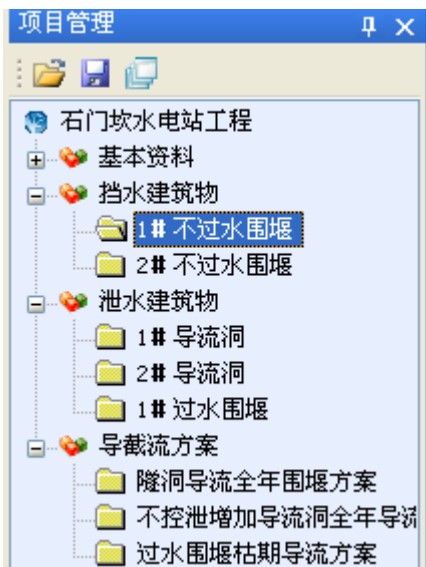 项目管理
石门坎水电站工程
基本资料
挡水建筑物
1# 不过水围堰
2# 不过水围堰
泄水建筑物
1# 导流洞
2# 导流洞
1# 过水围堰
导截流方案
隧洞导流全年围堰方案
不控泄增加导流洞全年导流
过水围堰枯期导流方案